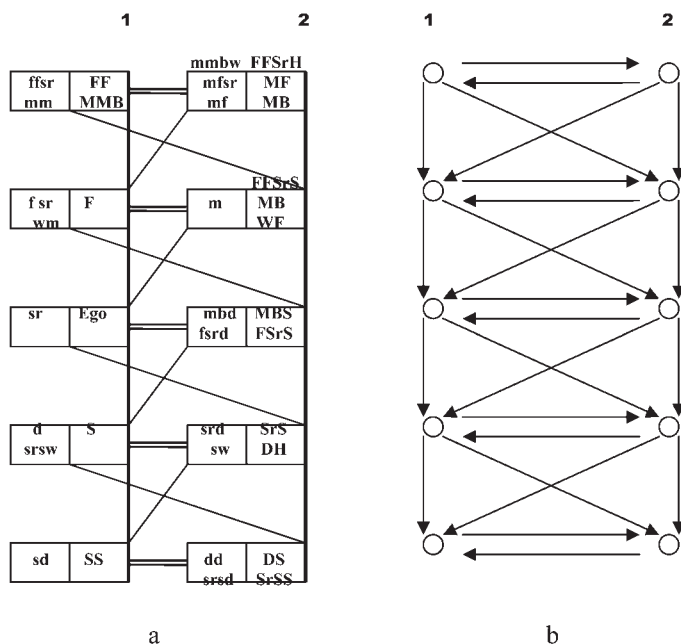 1 2 1 2
mmbw FFSrH
ffsr FF mfsr MF
mm MMB mf MB
FFSrS
f sr F m MB
wm WF
sr Ego mbd MBS
fsrd FSrS
d S srd SrS
srsw sw DH
sd SS dd DS
srsd SrSS
a b